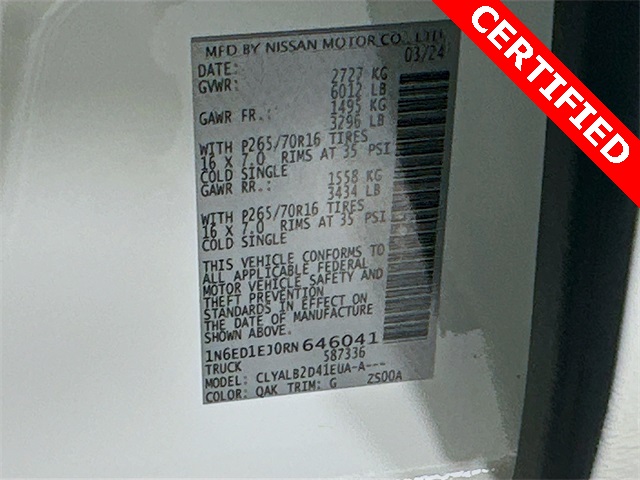 CERTIFIED
MFD BY NISSAN MOTOR CO., LTD.
DATE: 03/24
GVWR: 2727 KG
6012 LB
GAWR FR.: 1495 KG
3296 LB
WITH P265/70R16 TIRES
16 X 7.0 RIMS AT 35 PSI
COLD SINGLE
GAWR RR.: 1558 KG
3434 LB
WITH P265/70R16 TIRES
16 X 7.0 RIMS AT 35 PSI
COLD SINGLE
THIS VEHICLE CONFORMS TO
ALL APPLICABLE FEDERAL
MOTOR VEHICLE SAFETY AND
THEFT PREVENTION
STANDARDS IN EFFECT ON
THE DATE OF MANUFACTURE
SHOWN ABOVE.
1N6ED1EJ0RN646041
TRUCK 587336
MODEL: CLYALB2D41EUA-A---
COLOR: QAK TRIM: G 2S00A